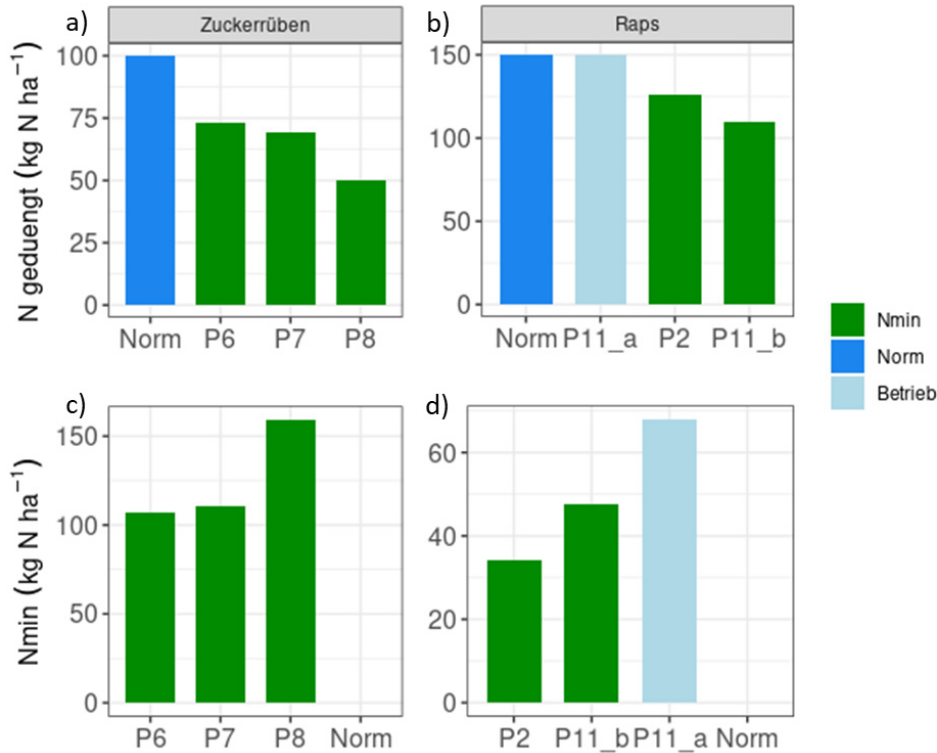 a) Zuckerrüben
N geduengt (kg N ha⁻¹)
100
75
50
25
0
Norm P6 P7 P8
b) Raps
150
100
50
0
Norm P11_a P2 P11_b
Nmin
Norm
Betrieb
c)
Nmin (kg N ha⁻¹)
150
100
50
0
P6 P7 P8 Norm
d)
60
40
20
0
P2 P11_b P11_a Norm